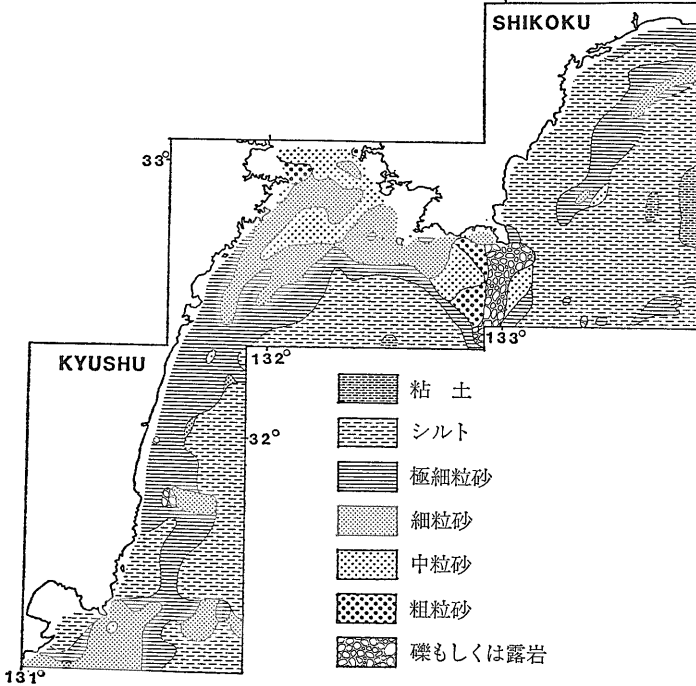 SHIKOKU
33°
133°
KYUSHU
132°
32°
粘 土
シルト
極細粒砂
細粒砂
中粒砂
粗粒砂
礫もしくは露岩
131°